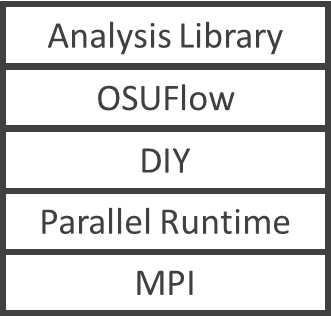 Analysis Library
OSUFlow
DIY
Parallel Runtime
MPI